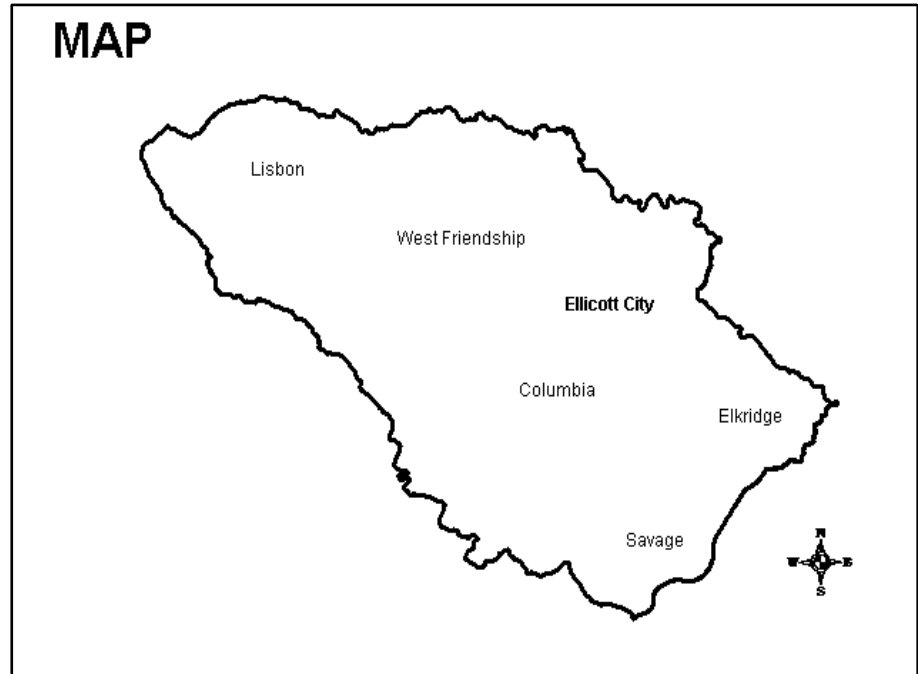 MAP
Lisbon
West Friendship
Ellicott City
Columbia
Elkridge
Savage
N
W E
S